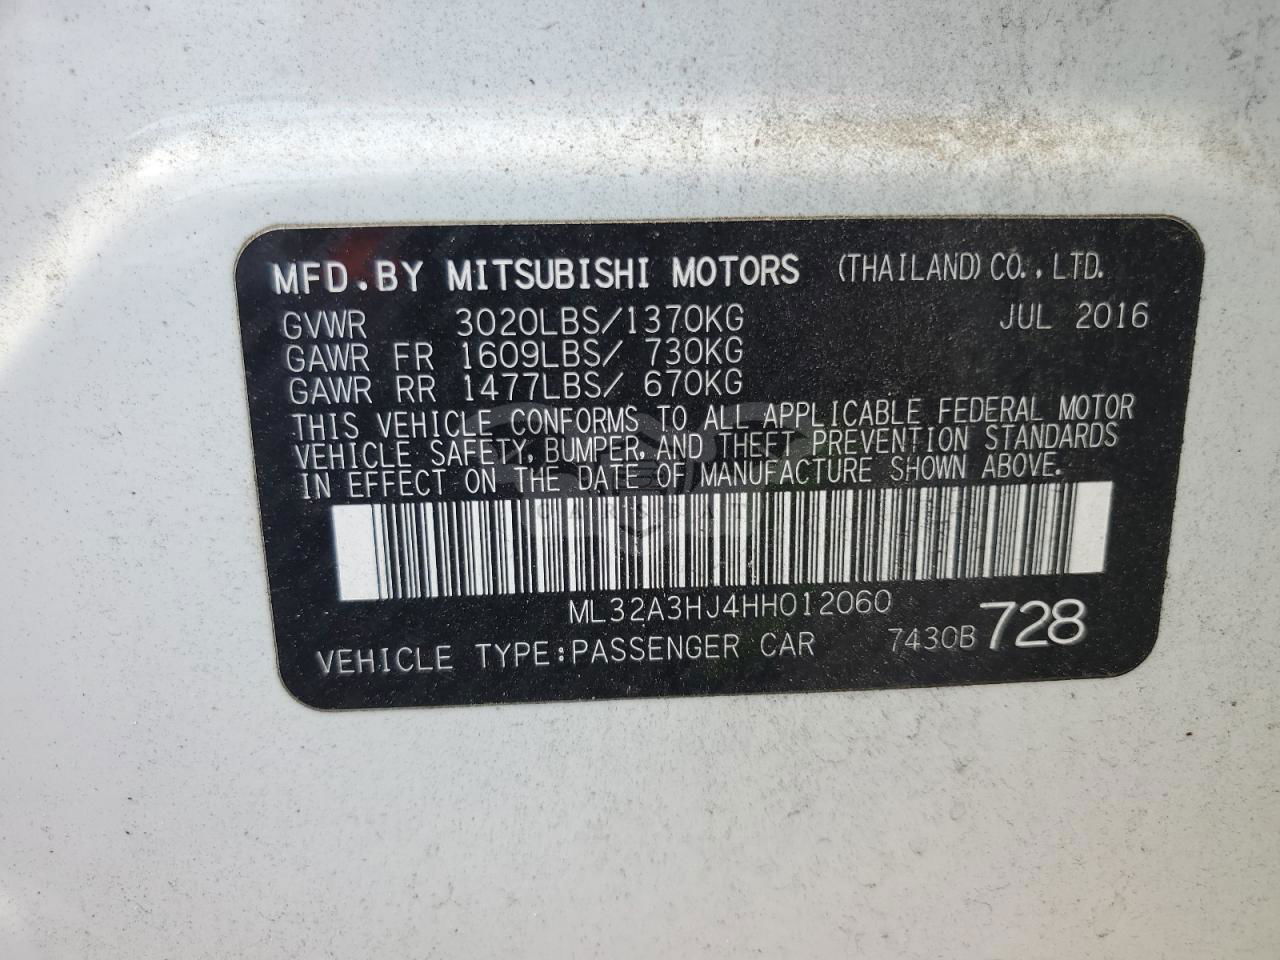 MFD.BY MITSUBISHI MOTORS (THAILAND) CO.,LTD.
GVWR 3020LBS/1370KG JUL 2016
GAWR FR 1609LBS/ 730KG
GAWR RR 1477LBS/ 670KG
THIS VEHICLE CONFORMS TO ALL APPLICABLE FEDERAL MOTOR
VEHICLE SAFETY, BUMPER, AND THEFT PREVENTION STANDARDS
IN EFFECT ON THE DATE OF MANUFACTURE SHOWN ABOVE.
ML32A3HJ4HH012060
VEHICLE TYPE:PASSENGER CAR 7430B 728